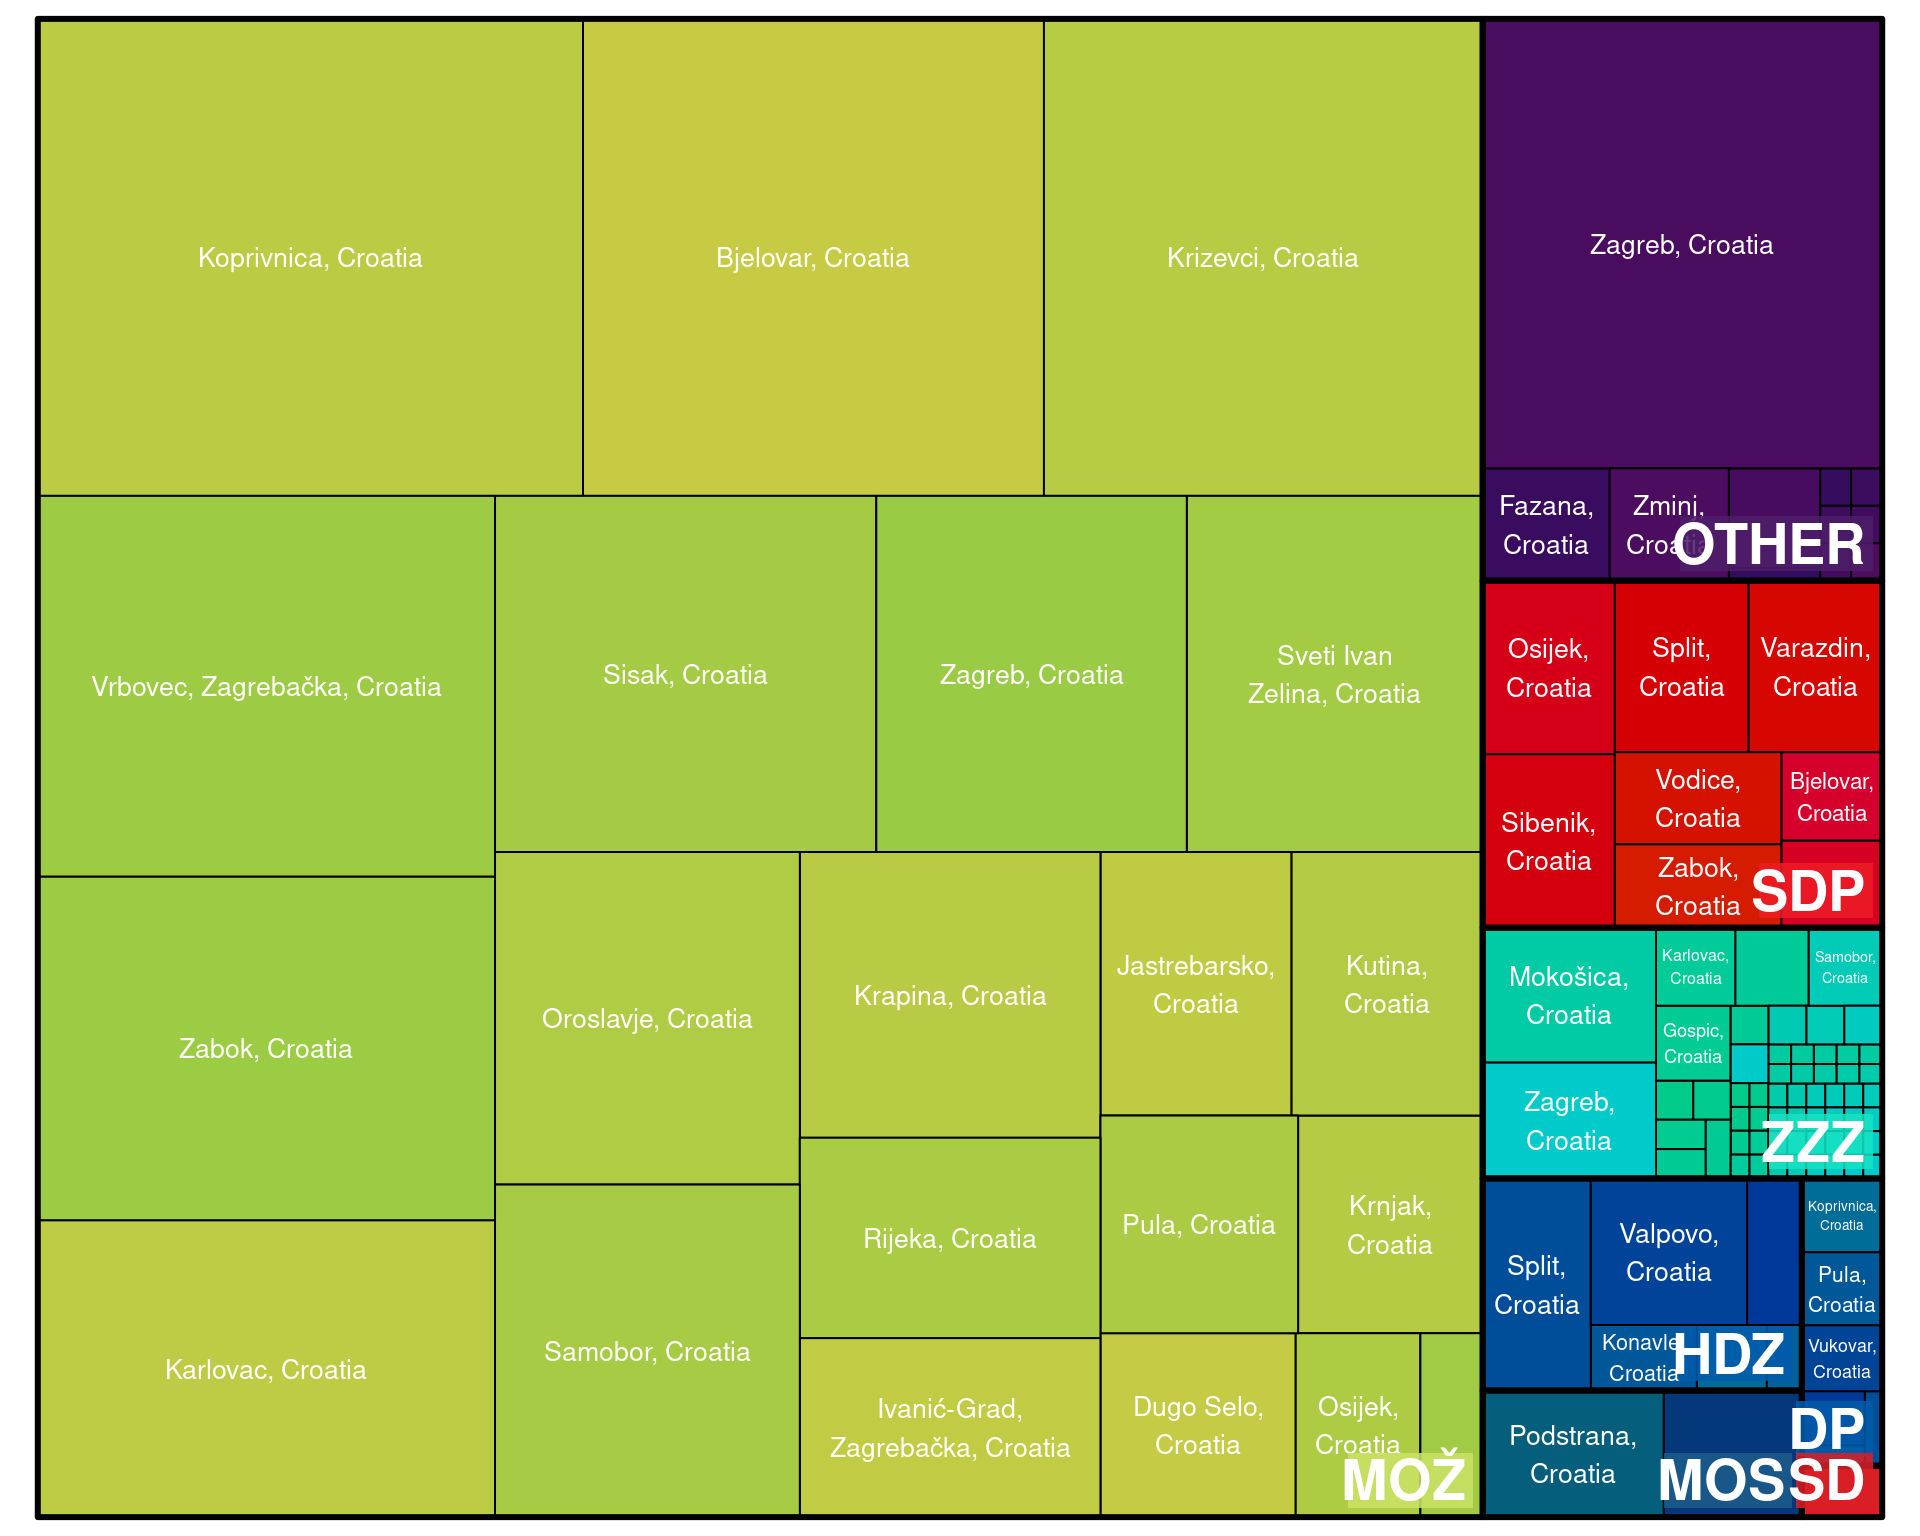 Koprivnica, Croatia
Bjelovar, Croatia
Krizevci, Croatia
Vrbovec, Zagrebačka, Croatia
Sisak, Croatia
Zagreb, Croatia
Sveti Ivan
Zelina, Croatia
Zabok, Croatia
Karlovac, Croatia
Oroslavje, Croatia
Samobor, Croatia
Krapina, Croatia
Rijeka, Croatia
Ivanić-Grad,
Zagrebačka, Croatia
Jastrebarsko,
Croatia
Kutina,
Croatia
Pula, Croatia
Krnjak,
Croatia
Dugo Selo,
Croatia
Osijek,
Croatia
MOŽ
Zagreb, Croatia
Fazana,
Croatia
Zminj,
Croatia
OTHER
Osijek,
Croatia
Split,
Croatia
Varazdin,
Croatia
Sibenik,
Croatia
Vodice,
Croatia
Bjelovar,
Croatia
Zabok,
Croatia
SDP
Mokošica,
Croatia
Zagreb,
Croatia
Karlovac,
Croatia
Samobor,
Croatia
Gospic,
Croatia
ZZZ
Split,
Croatia
Valpovo,
Croatia
Konavle
Croatia
HDZ
Koprivnica,
Croatia
Pula,
Croatia
Vukovar,
Croatia
DP
Podstrana,
Croatia
MOS
SD